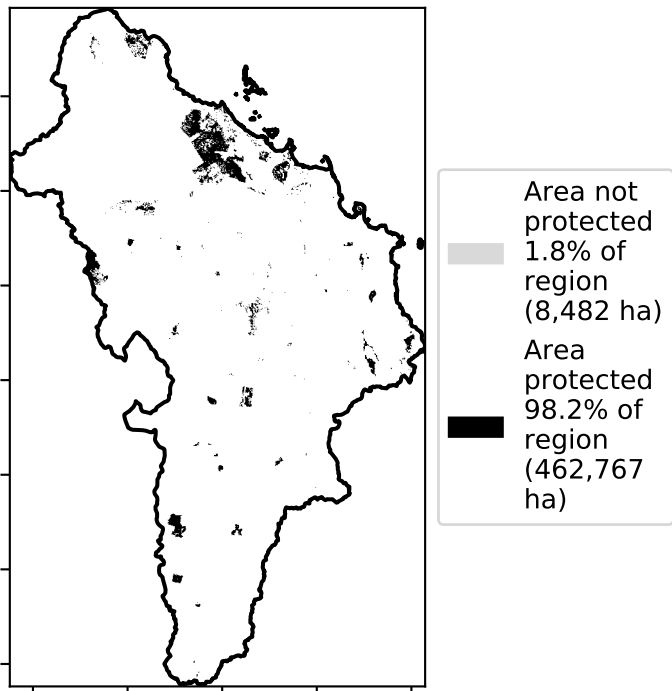 Area not
protected
1.8% of
region
(8,482 ha)
Area
protected
98.2% of
region
(462,767
ha)